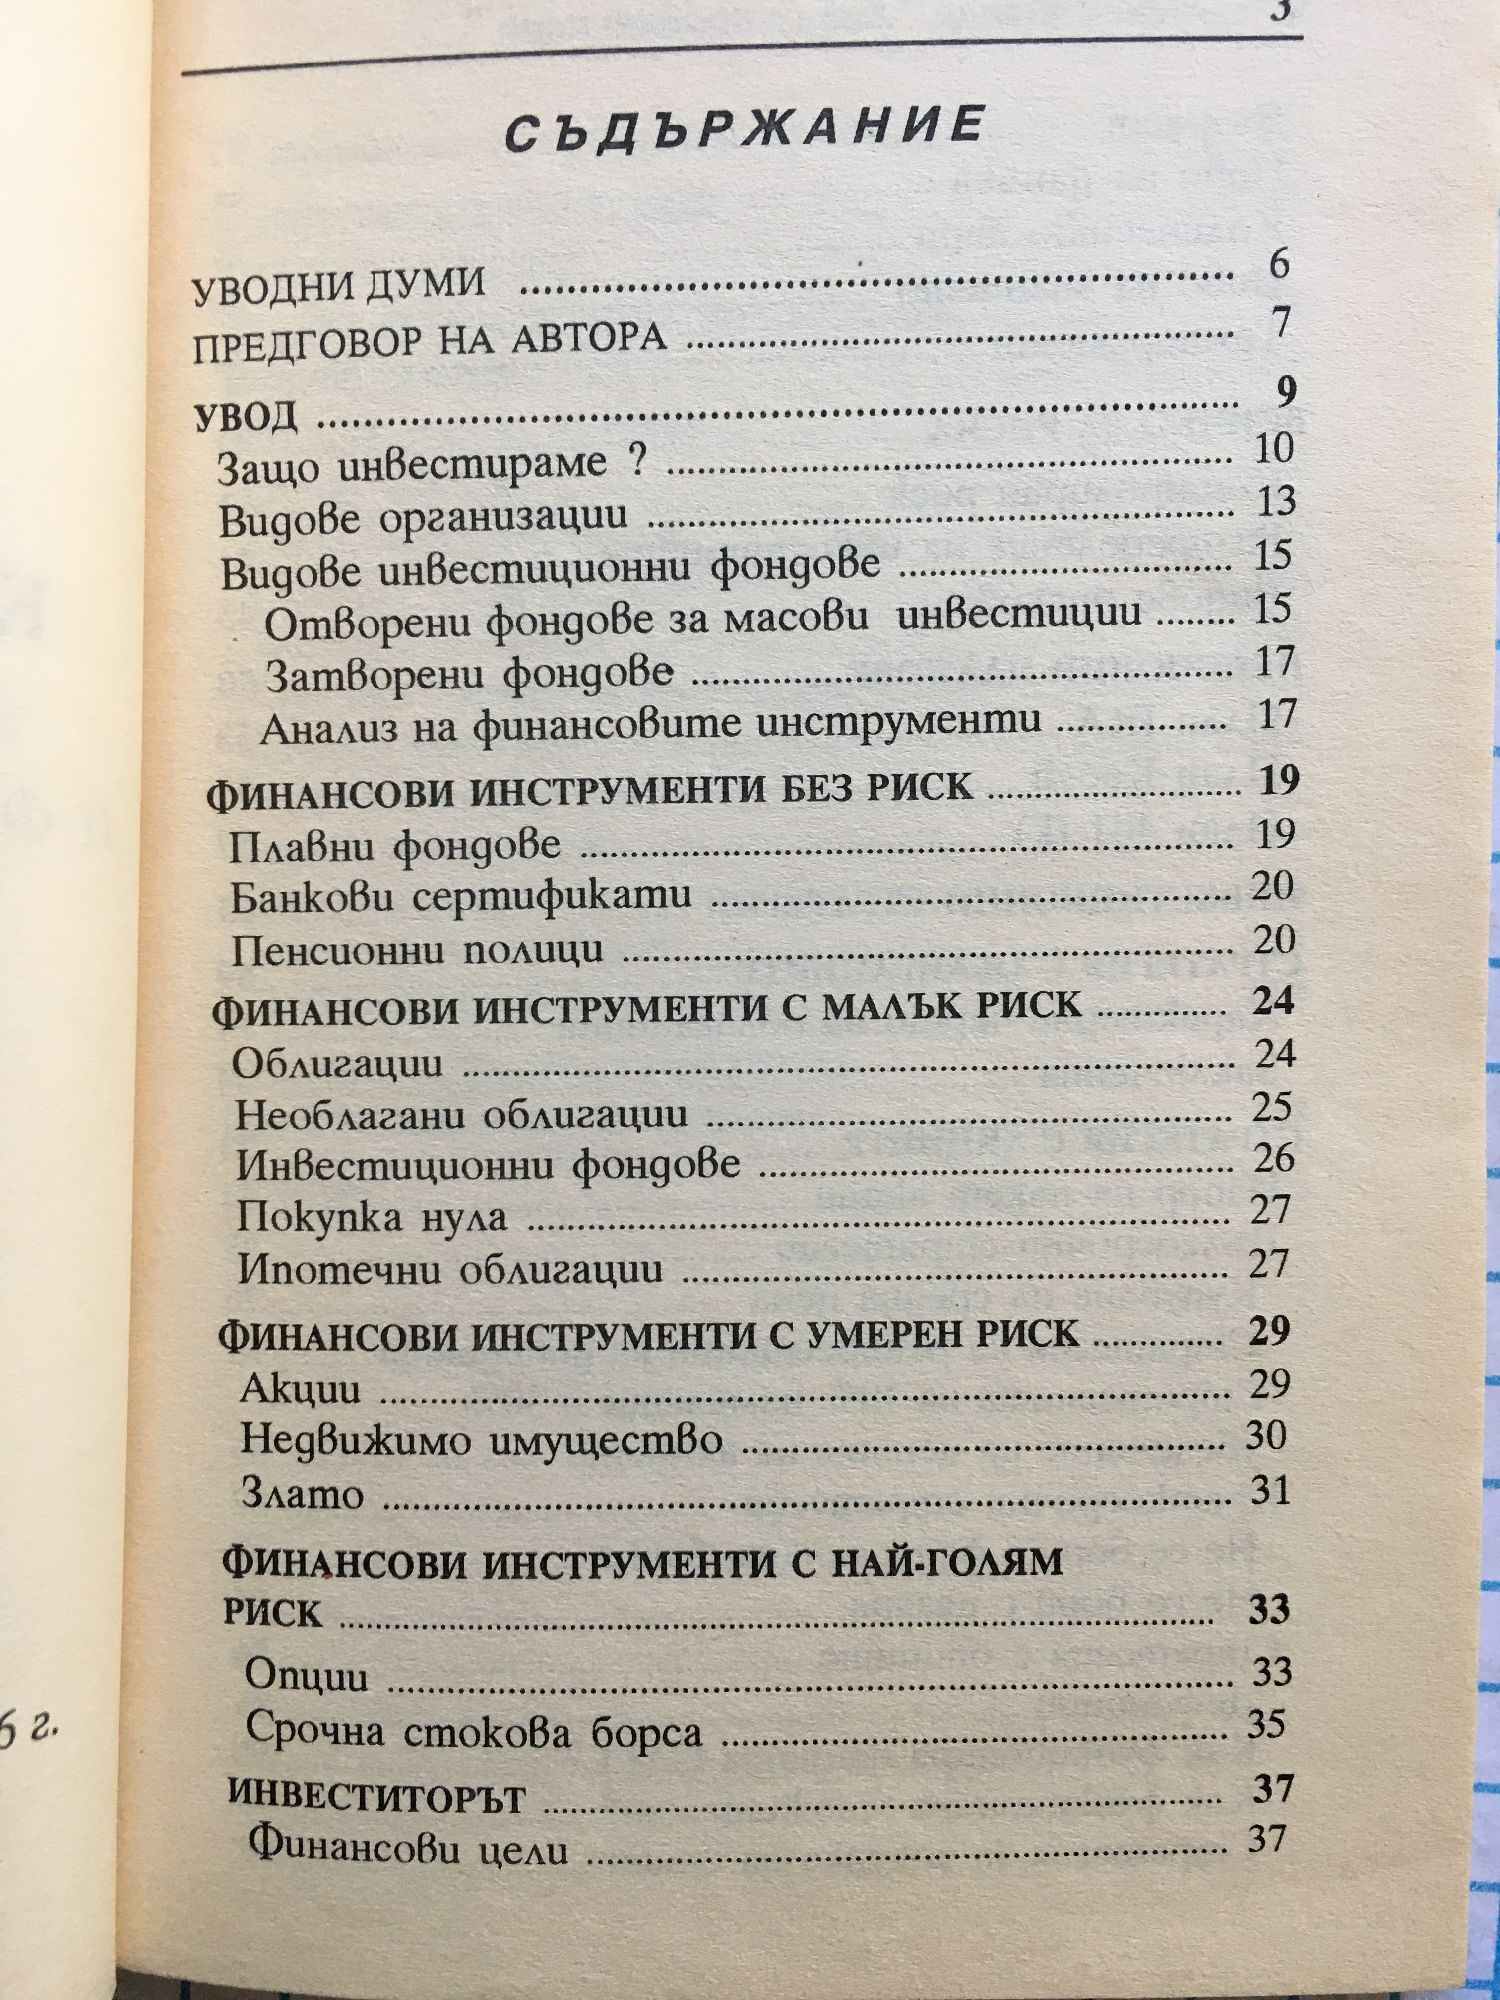 3
СЪДЪРЖАНИЕ
УВОДНИ ДУМИ ........ 6
ПРЕДГОВОР НА АВТОРА ........ 7
УВОД ........ 9
Защо инвестираме ? ........ 10
Видове организации ........ 13
Видове инвестиционни фондове ........ 15
Отворени фондове за масови инвестиции ........ 15
Затворени фондове ........ 17
Анализ на финансовите инструменти ........ 17
ФИНАНСОВИ ИНСТРУМЕНТИ БЕЗ РИСК ........ 19
Плавни фондове ........ 19
Банкови сертификати ........ 20
Пенсионни полици ........ 20
ФИНАНСОВИ ИНСТРУМЕНТИ С МАЛЪК РИСК ........ 24
Облигации ........ 24
Необлагани облигации ........ 25
Инвестиционни фондове ........ 26
Покупка нула ........ 27
Ипотечни облигации ........ 27
ФИНАНСОВИ ИНСТРУМЕНТИ С УМЕРЕН РИСК ........ 29
Акции ........ 29
Недвижимо имущество ........ 30
Злато ........ 31
ФИНАНСОВИ ИНСТРУМЕНТИ С НАЙ-ГОЛЯМ
РИСК ........ 33
Опции ........ 33
Срочна стокова борса ........ 35
ИНВЕСТИТОРЪТ ........ 37
Финансови цели ........ 37
6 г.